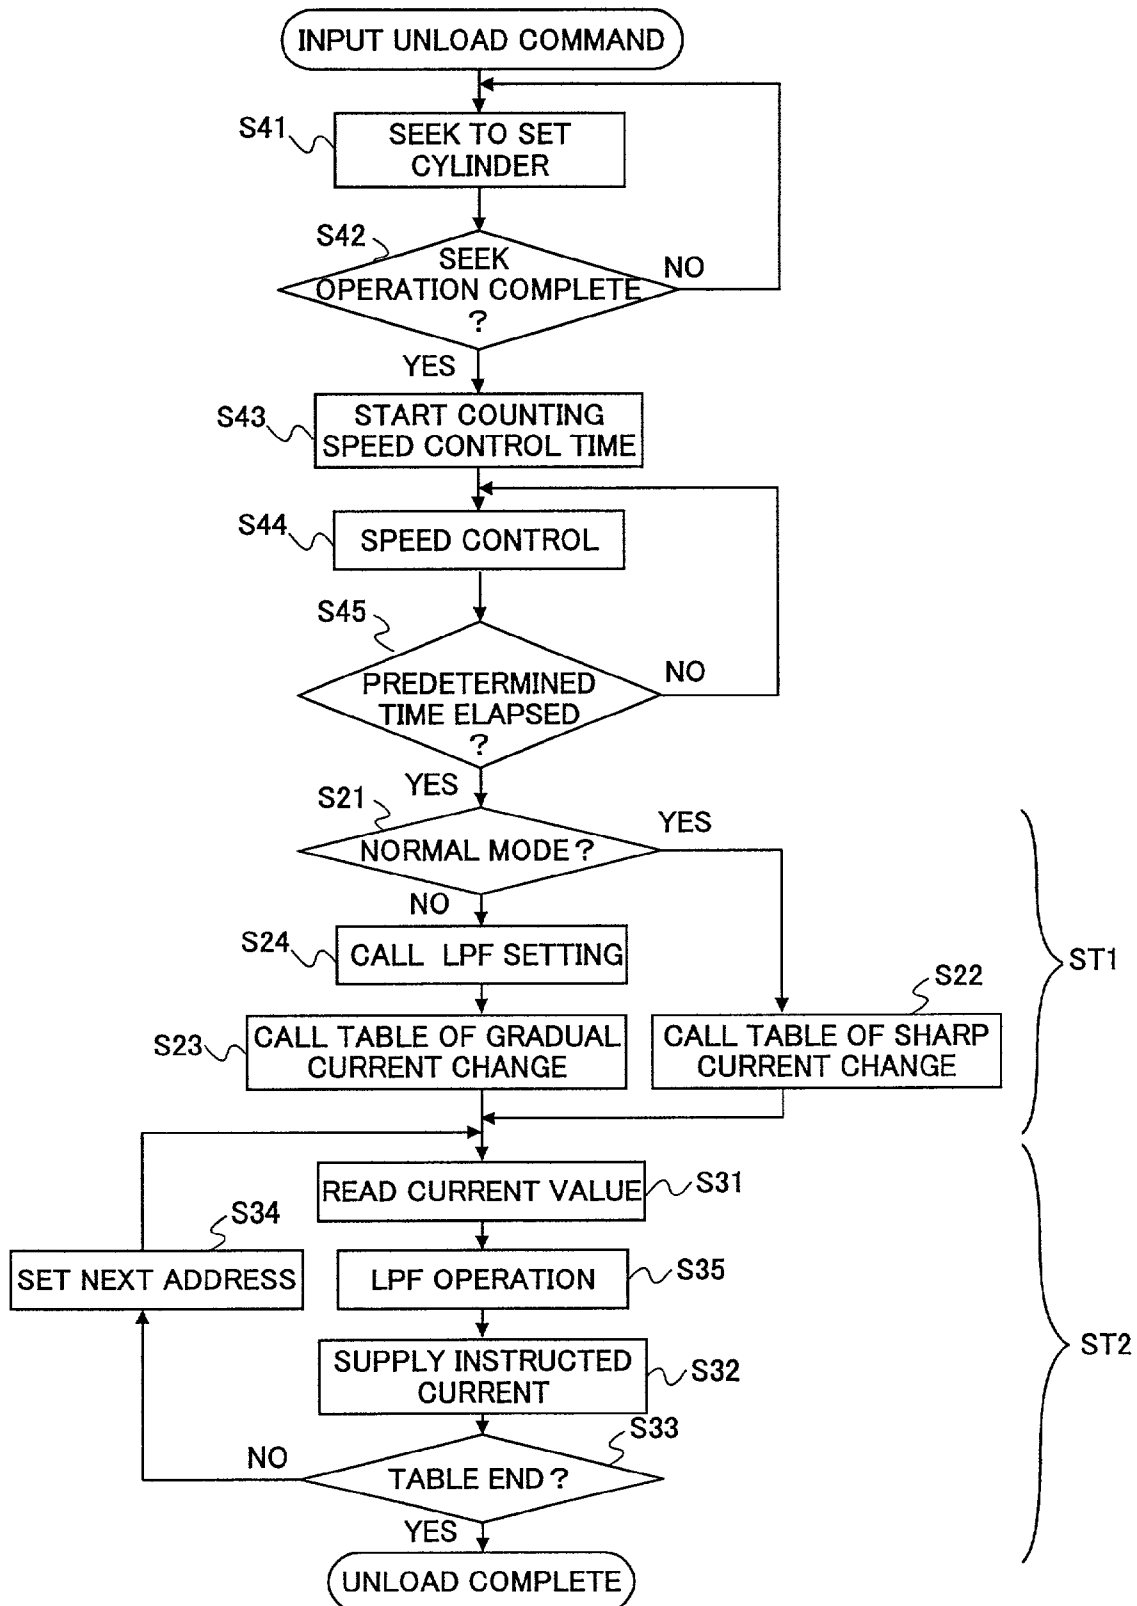 INPUT UNLOAD COMMAND
S41
SEEK TO SET
CYLINDER
S42
SEEK
OPERATION COMPLETE
?
NO
YES
S43
START COUNTING
SPEED CONTROL TIME
S44
SPEED CONTROL
S45
PREDETERMINED
TIME ELAPSED
?
NO
YES
S21
NORMAL MODE?
YES
NO
S24
CALL LPF SETTING
S22
ST1
S23
CALL TABLE OF GRADUAL
CURRENT CHANGE
CALL TABLE OF SHARP
CURRENT CHANGE
READ CURRENT VALUE
S31
S34
SET NEXT ADDRESS
LPF OPERATION
S35
SUPPLY INSTRUCTED
CURRENT
S32
ST2
S33
NO
TABLE END?
YES
UNLOAD COMPLETE